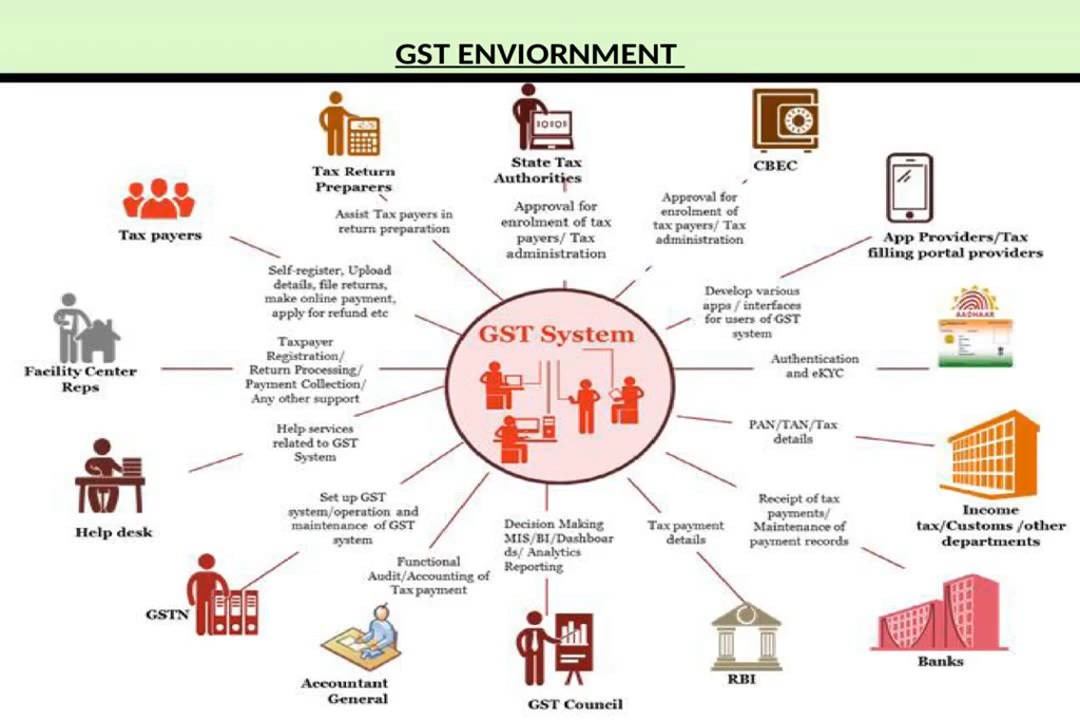 GST ENVIORNMENT
Tax Return
Preparers
State Tax
Authorities
CBEC
Tax payers
App Providers/Tax
filling portal providers
Assist Tax payers in
return preparation
Approval for
enrolment of tax
payers/ Tax
administration
Approval for
enrolment of
tax payers/ Tax
administration
Self-register, Upload
details, file returns,
make online payment,
apply for refund etc
Develop various
apps / interfaces
for users of GST
system
GST System
AADHAAR
Facility Center
Reps
Taxpayer
Registration/
Return Processing/
Payment Collection/
Any other support
Authentication
and eKYC
Help services
related to GST
System
PAN/TAN/Tax
details
Help desk
Income
tax/Customs /other
departments
Set up GST
system/operation and
maintenance of GST
system
Functional
Audit/Accounting of
Tax payment
Decision Making
MIS/BI/Dashboar
ds/ Analytics
Reporting
Tax payment
details
Receipt of tax
payments/
Maintenance of
payment records
GSTN
Accountant
General
GST Council
RBI
Banks